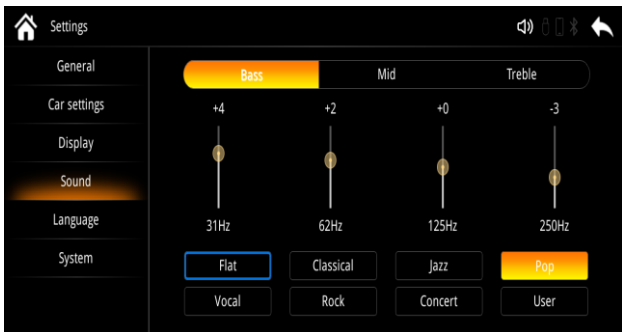 Settings
General
Car settings
Display
Sound
Language
System
Bass Mid Treble
+4 +2 +0 -3
31Hz 62Hz 125Hz 250Hz
Flat Classical Jazz Pop
Vocal Rock Concert User